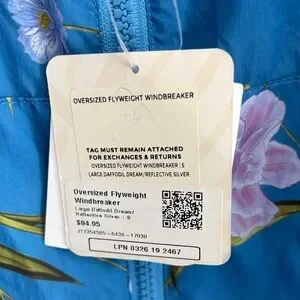 OVERSIZED FLYWEIGHT WINDBREAKER
TAG MUST REMAIN ATTACHED
FOR EXCHANGES & RETURNS
OVERSIZED FLYWEIGHT WINDBREAKER | S
LARGE DAFFODIL DREAM/REFLECTIVE SILVER
Oversized Flyweight
Windbreaker
Large Daffodil Dream/
Reflective Silver | S
$94.95
LPN 0326 19 2467